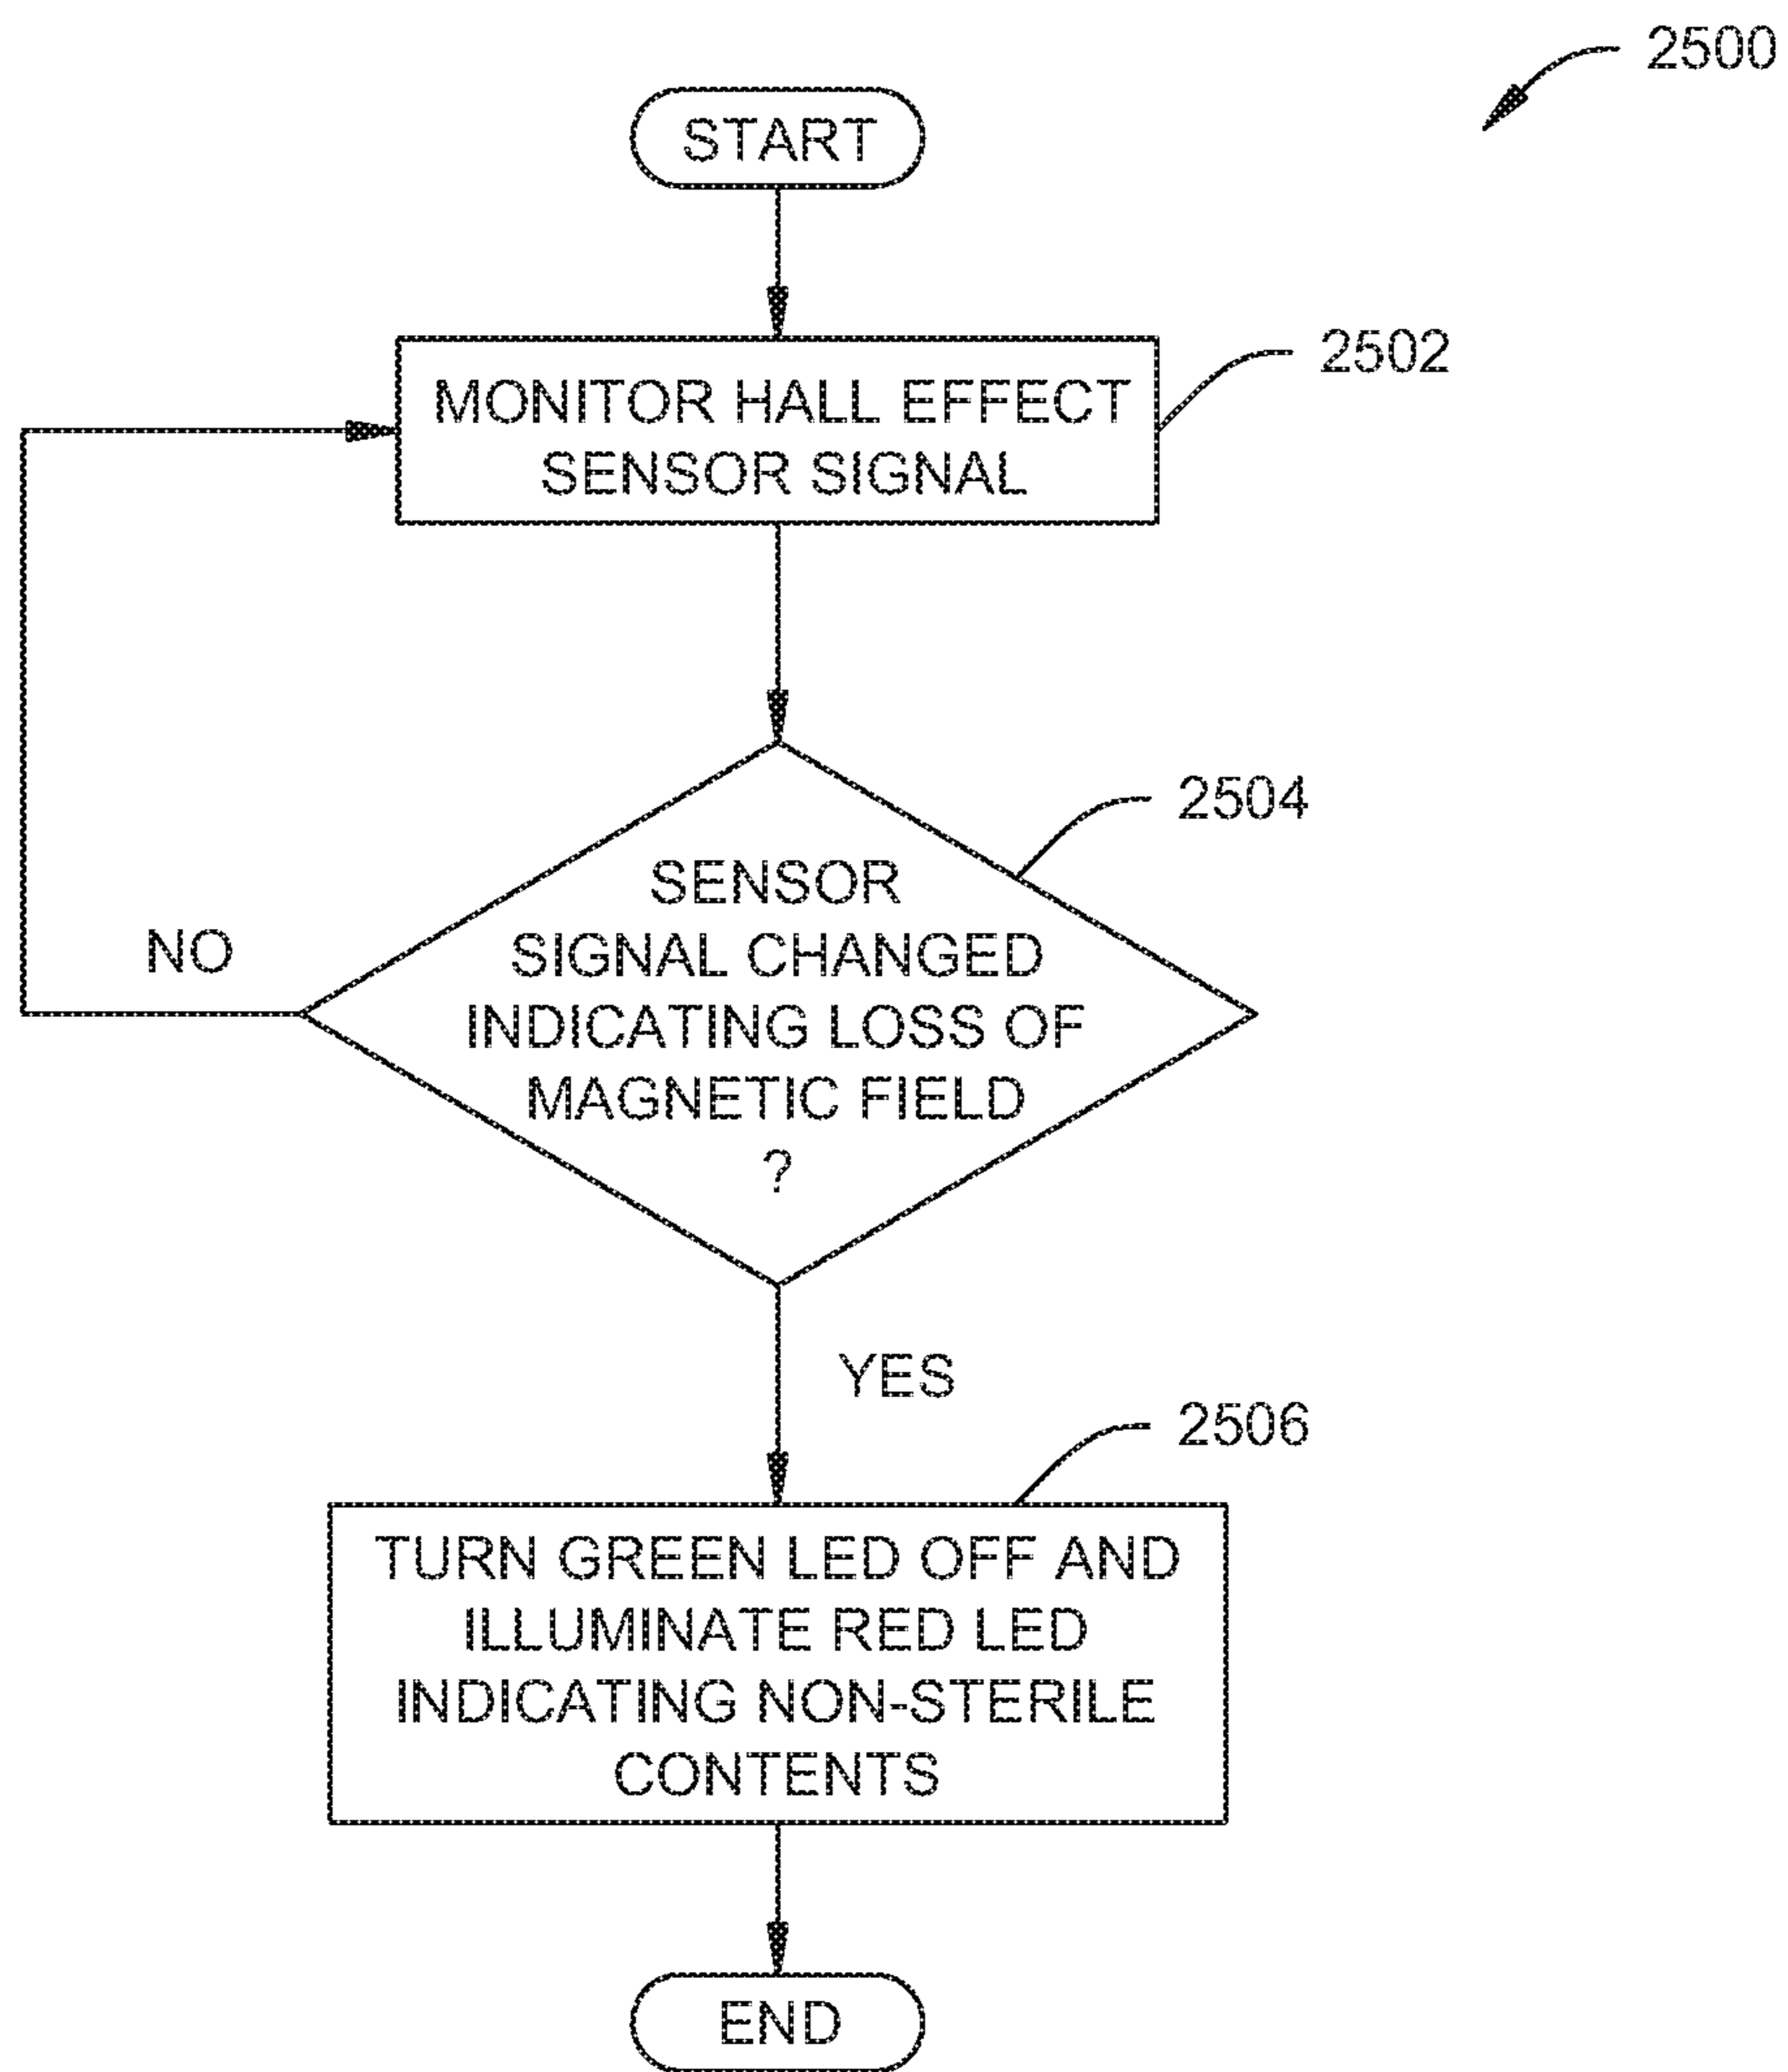 2500
START
2502
MONITOR HALL EFFECT
SENSOR SIGNAL
2504
SENSOR
SIGNAL CHANGED
INDICATING LOSS OF
MAGNETIC FIELD
?
NO
YES
2506
TURN GREEN LED OFF AND
ILLUMINATE RED LED
INDICATING NON-STERILE
CONTENTS
END